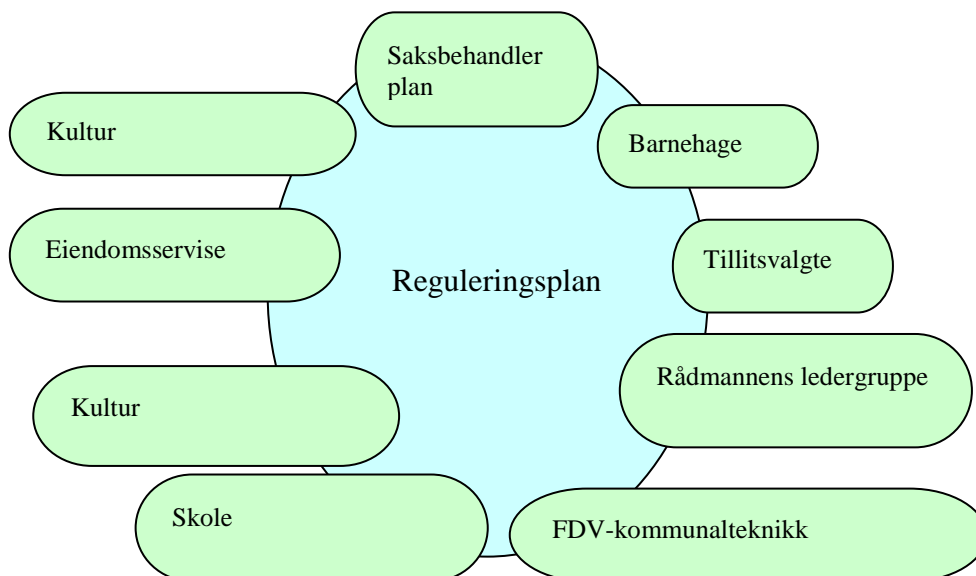 Saksbehandler
plan
Kultur
Barnehage
Eiendomsservise
Tillitsvalgte
Reguleringsplan
Rådmannens ledergruppe
Kultur
Skole
FDV-kommunalteknikk